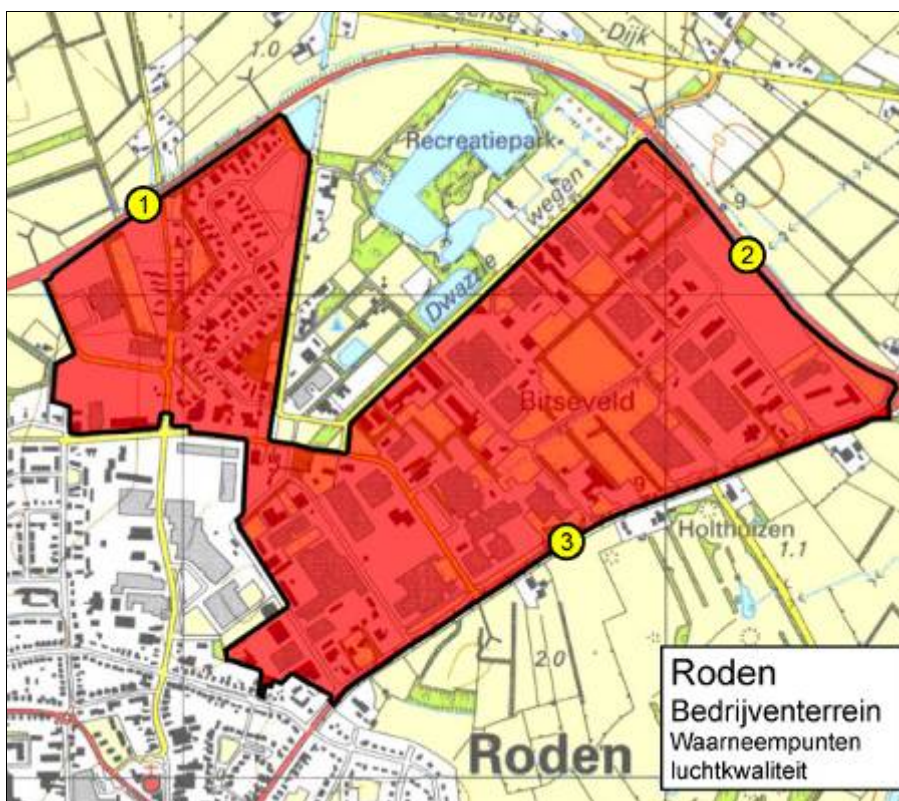 Dijk
1.0
Recreatiepark
wegen
Dwazzie
9
1
2
Bitseveld
9
3
Holthuizen
1.1
2.0
Roden
Roden
Bedrijventerrein
Waarneempunten
luchtkwaliteit